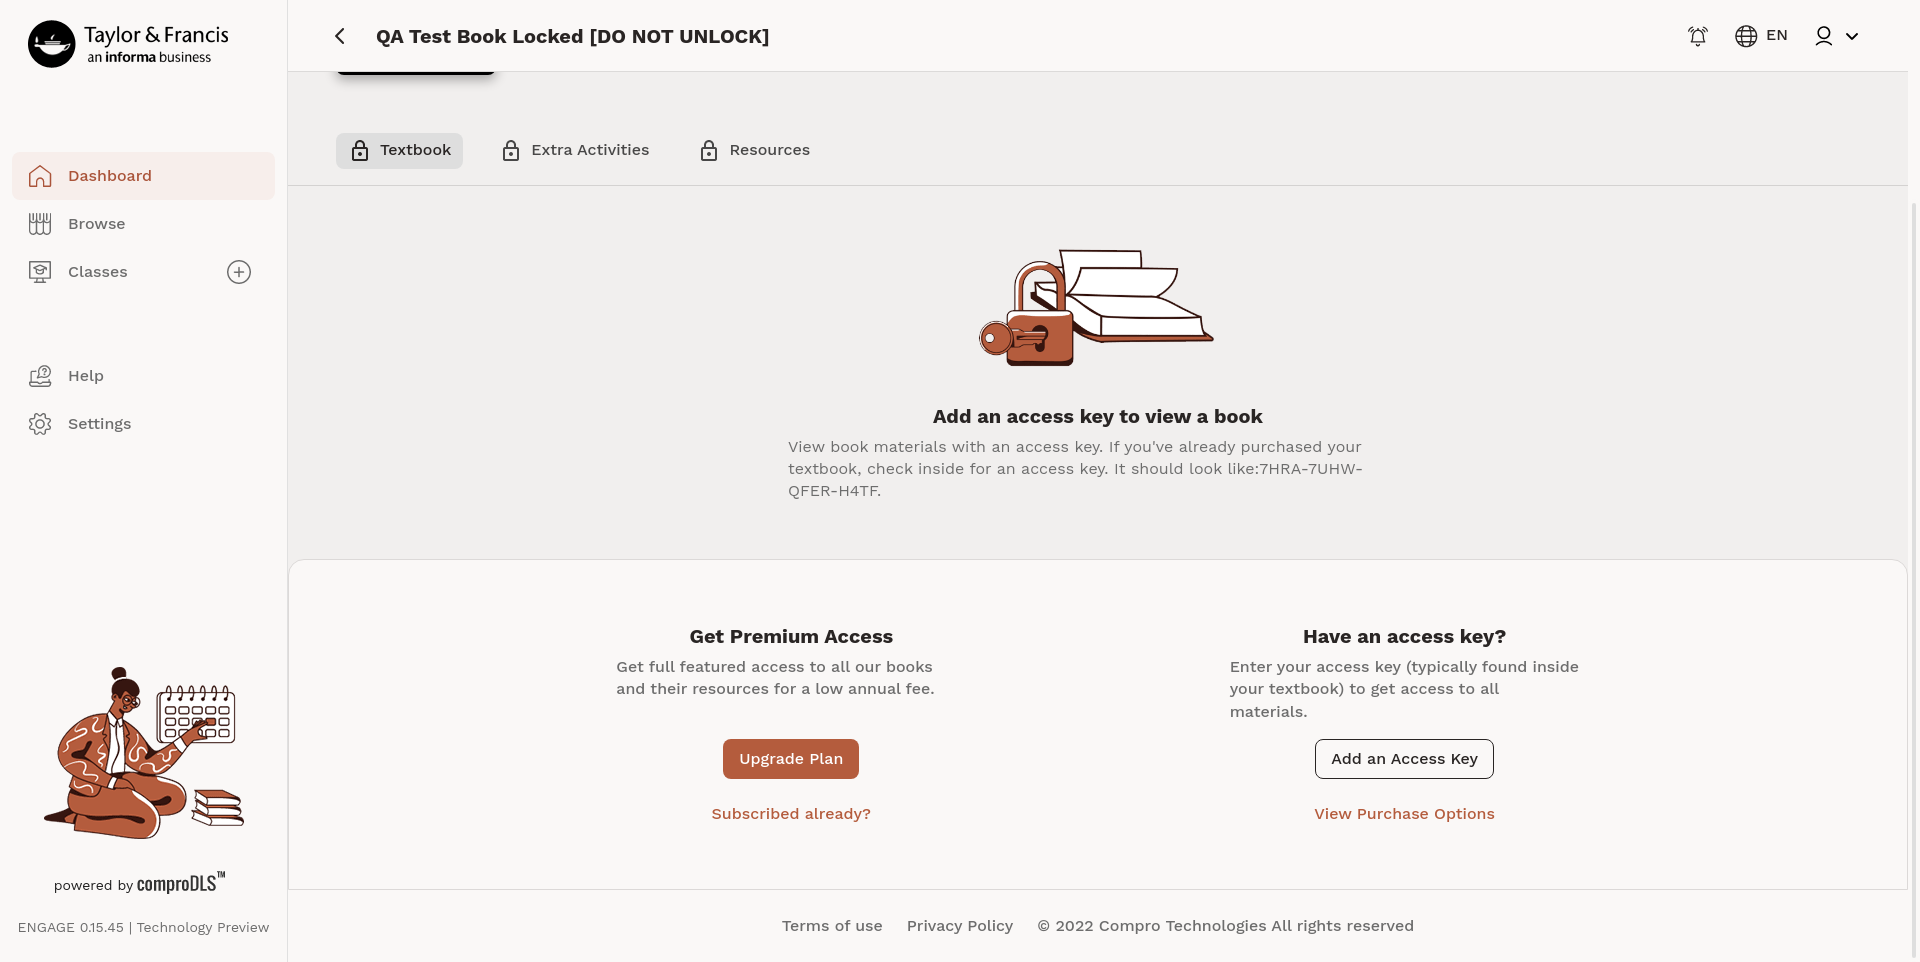 Taylor & Francis
an informa business
Dashboard
Browse
Classes
Help
Settings
powered by comproDLS™
ENGAGE 0.15.45 | Technology Preview
QA Test Book Locked [DO NOT UNLOCK]
EN
Textbook
Extra Activities
Resources
Add an access key to view a book
View book materials with an access key. If you've already purchased your
textbook, check inside for an access key. It should look like:7HRA-7UHW-
QFER-H4TF.
Get Premium Access
Get full featured access to all our books
and their resources for a low annual fee.
Upgrade Plan
Subscribed already?
Have an access key?
Enter your access key (typically found inside
your textbook) to get access to all
materials.
Add an Access Key
View Purchase Options
Terms of use
Privacy Policy
© 2022 Compro Technologies All rights reserved